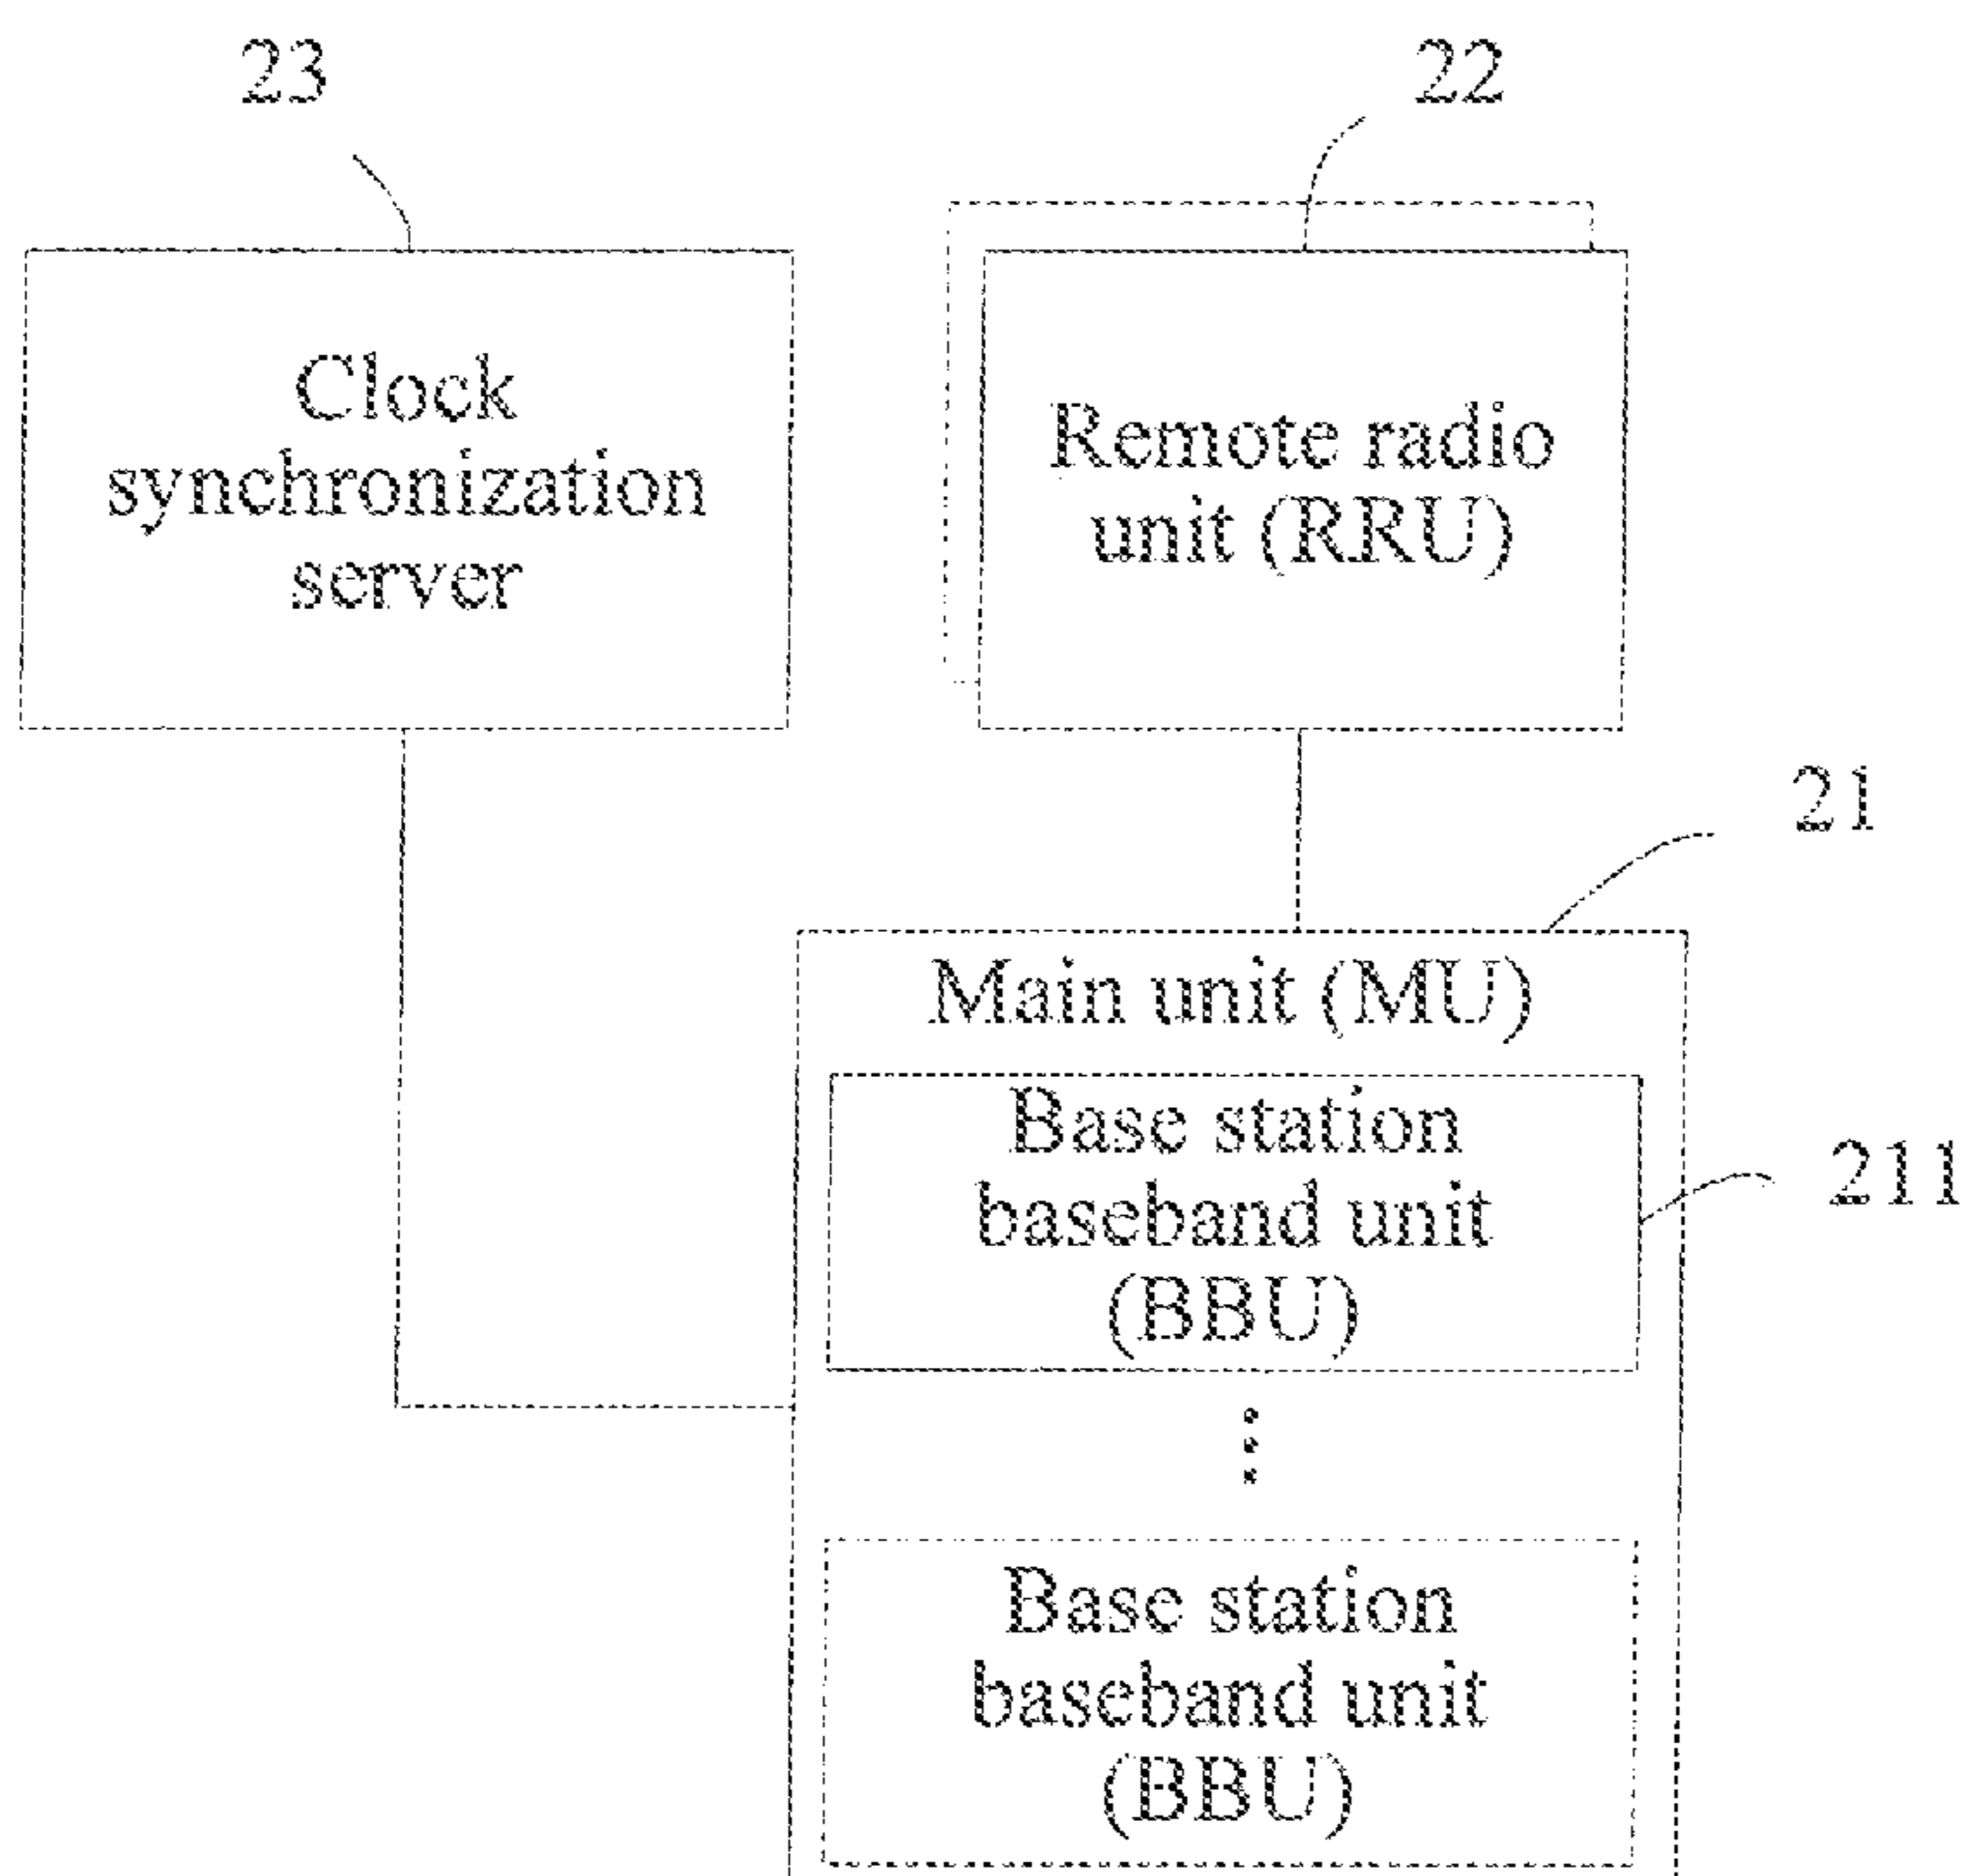 23
22
Clock
synchronization
server
Remote radio
unit (RRU)
21
Main unit (MU)
Base station
baseband unit
(BBU)
211
Base station
baseband unit
(BBU)